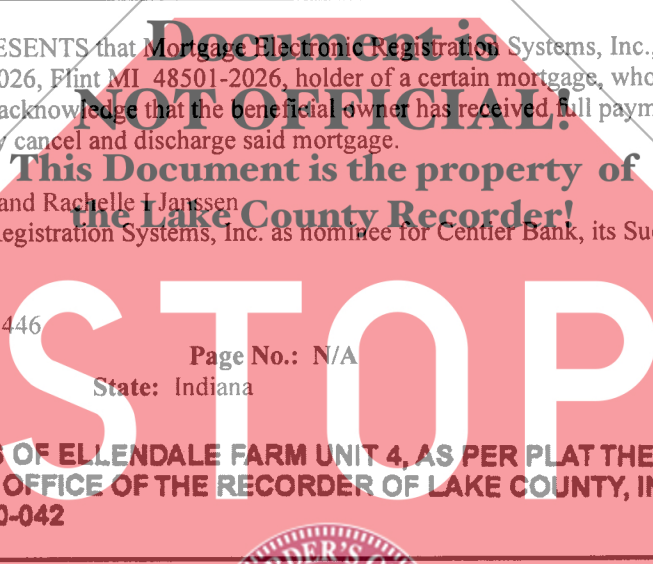 Document is
ESENTS that Mortgage Electronic Registration Systems, Inc.,
026, Flint MI 48501-2026, holder of a certain mortgage, who
NOT OFFICIAL!
acknowledge that the beneficial owner has received full paym
y cancel and discharge said mortgage.
This Document is the property of
and Rachelle I Janssen
the Lake County Recorder!
egistration Systems, Inc. as nominee for Centier Bank, its Su
STOP
446
Page No.: N/A
State: Indiana
S OF ELLENDALE FARM UNIT 4, AS PER PLAT THE
OFFICE OF THE RECORDER OF LAKE COUNTY, IN
0-042
RDER'S O